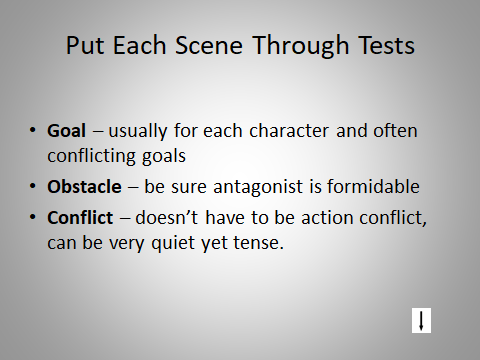 Put Each Scene Through Tests
• Goal – usually for each character and often
conflicting goals
• Obstacle – be sure antagonist is formidable
• Conflict – doesn’t have to be action conflict,
can be very quiet yet tense.